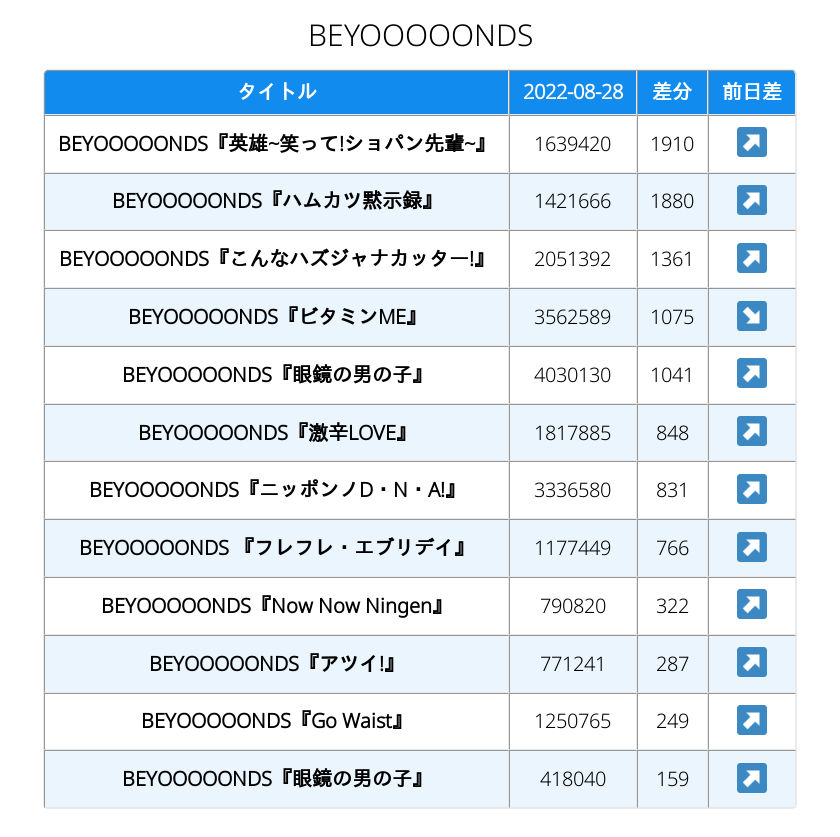 BEYOOOOONDS
タイトル 2022-08-28 差分 前日差
BEYOOOOONDS『英雄~笑って!ショパン先輩~』 1639420 1910 ↗
BEYOOOOONDS『ハムカツ黙示録』 1421666 1880 ↗
BEYOOOOONDS『こんなハズジャナカッター!』 2051392 1361 ↗
BEYOOOOONDS『ビタミンME』 3562589 1075 ↘
BEYOOOOONDS『眼鏡の男の子』 4030130 1041 ↗
BEYOOOOONDS『激辛LOVE』 1817885 848 ↗
BEYOOOOONDS『ニッポンノD・N・A!』 3336580 831 ↗
BEYOOOOONDS 『フレフレ・エブリデイ』 1177449 766 ↗
BEYOOOOONDS『Now Now Ningen』 790820 322 ↗
BEYOOOOONDS『アツイ!』 771241 287 ↗
BEYOOOOONDS『Go Waist』 1250765 249 ↗
BEYOOOOONDS『眼鏡の男の子』 418040 159 ↗